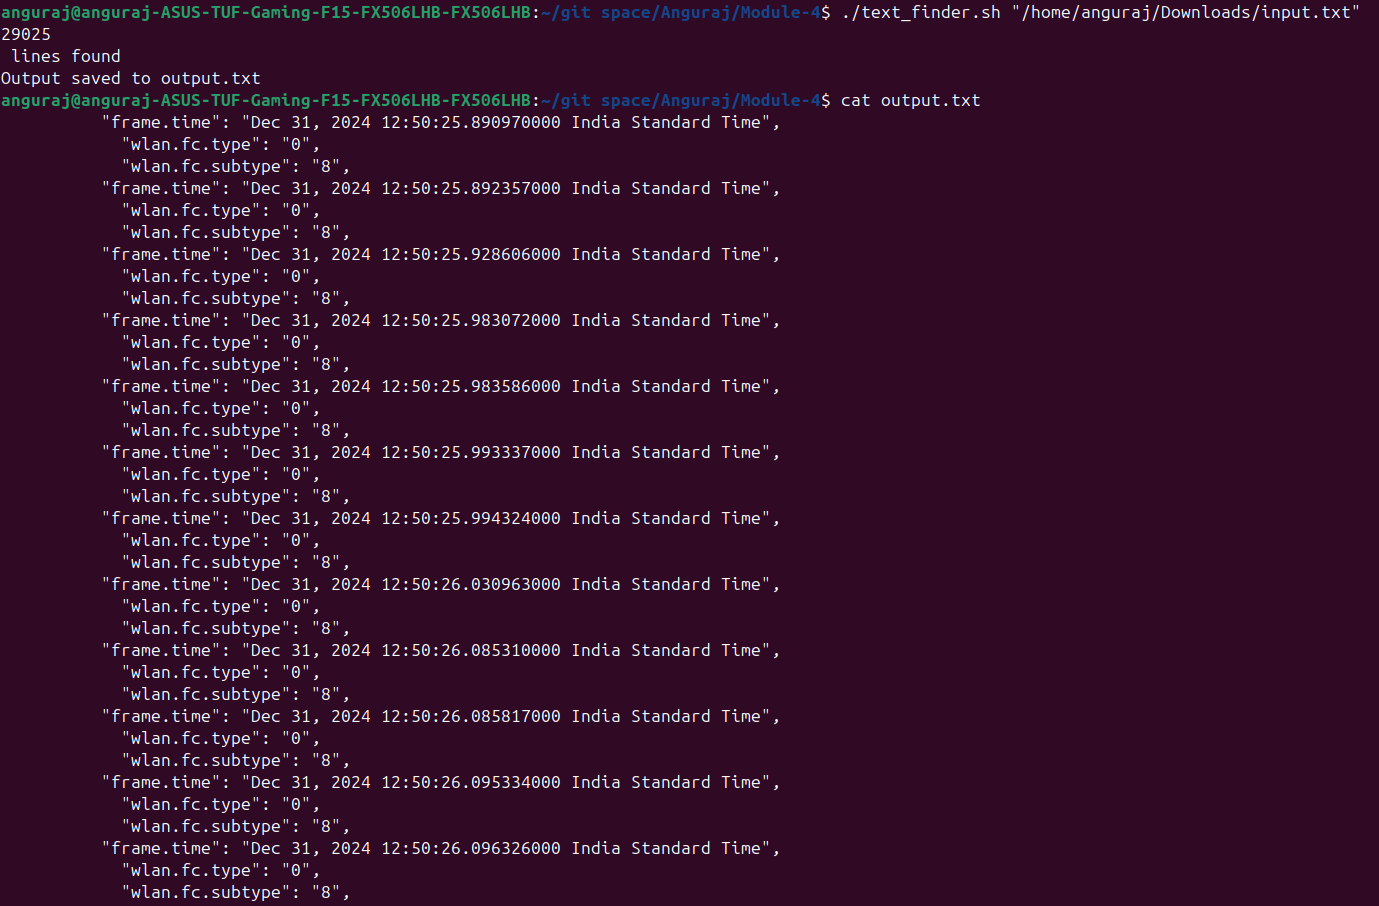 anguraj@anguraj-ASUS-TUF-Gaming-F15-FX506LHB-FX506LHB:~/git space/Anguraj/Module-4$ ./text_finder.sh "/home/anguraj/Downloads/input.txt"
29025
 lines found
Output saved to output.txt
anguraj@anguraj-ASUS-TUF-Gaming-F15-FX506LHB-FX506LHB:~/git space/Anguraj/Module-4$ cat output.txt
          "frame.time": "Dec 31, 2024 12:50:25.890970000 India Standard Time",
            "wlan.fc.type": "0",
            "wlan.fc.subtype": "8",
          "frame.time": "Dec 31, 2024 12:50:25.892357000 India Standard Time",
            "wlan.fc.type": "0",
            "wlan.fc.subtype": "8",
          "frame.time": "Dec 31, 2024 12:50:25.928606000 India Standard Time",
            "wlan.fc.type": "0",
            "wlan.fc.subtype": "8",
          "frame.time": "Dec 31, 2024 12:50:25.983072000 India Standard Time",
            "wlan.fc.type": "0",
            "wlan.fc.subtype": "8",
          "frame.time": "Dec 31, 2024 12:50:25.983586000 India Standard Time",
            "wlan.fc.type": "0",
            "wlan.fc.subtype": "8",
          "frame.time": "Dec 31, 2024 12:50:25.993337000 India Standard Time",
            "wlan.fc.type": "0",
            "wlan.fc.subtype": "8",
          "frame.time": "Dec 31, 2024 12:50:25.994324000 India Standard Time",
            "wlan.fc.type": "0",
            "wlan.fc.subtype": "8",
          "frame.time": "Dec 31, 2024 12:50:26.030963000 India Standard Time",
            "wlan.fc.type": "0",
            "wlan.fc.subtype": "8",
          "frame.time": "Dec 31, 2024 12:50:26.085310000 India Standard Time",
            "wlan.fc.type": "0",
            "wlan.fc.subtype": "8",
          "frame.time": "Dec 31, 2024 12:50:26.085817000 India Standard Time",
            "wlan.fc.type": "0",
            "wlan.fc.subtype": "8",
          "frame.time": "Dec 31, 2024 12:50:26.095334000 India Standard Time",
            "wlan.fc.type": "0",
            "wlan.fc.subtype": "8",
          "frame.time": "Dec 31, 2024 12:50:26.096326000 India Standard Time",
            "wlan.fc.type": "0",
            "wlan.fc.subtype": "8",